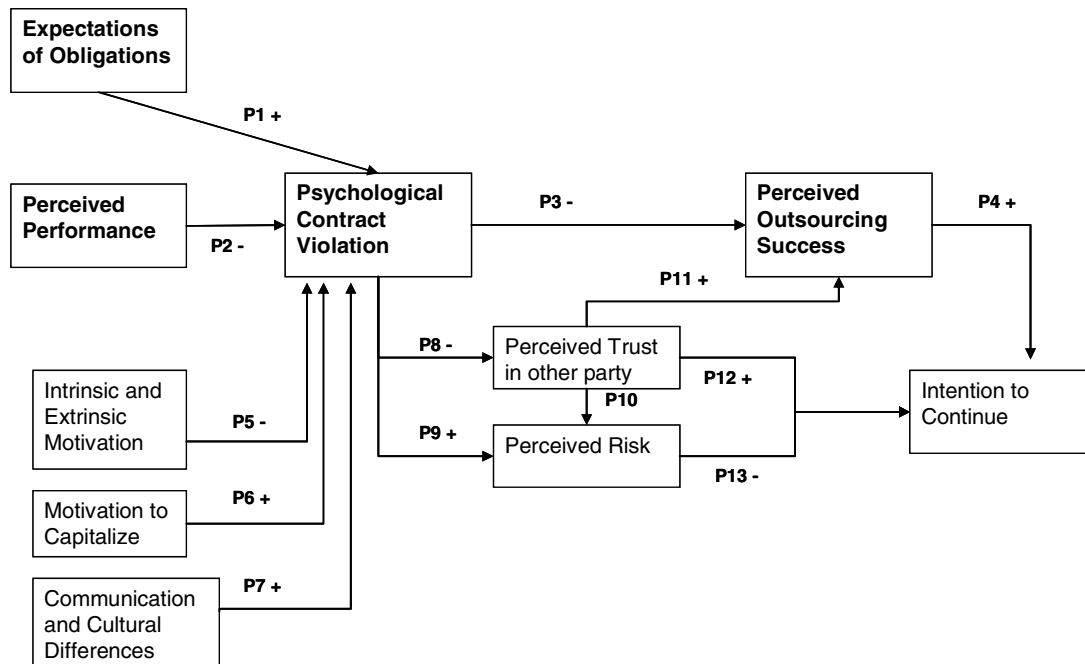 Expectations
of Obligations
P1 +
Perceived
Performance
P2 -
Psychological
Contract
Violation
P3 -
Perceived
Outsourcing
Success
P4 +
P11 +
P8 -
Perceived Trust
in other party
P12 +
P10
Intention to
Continue
Intrinsic and
Extrinsic
Motivation
P5 -
P9 +
Perceived Risk
P13 -
Motivation to
Capitalize
P6 +
Communication
and Cultural
Differences
P7 +